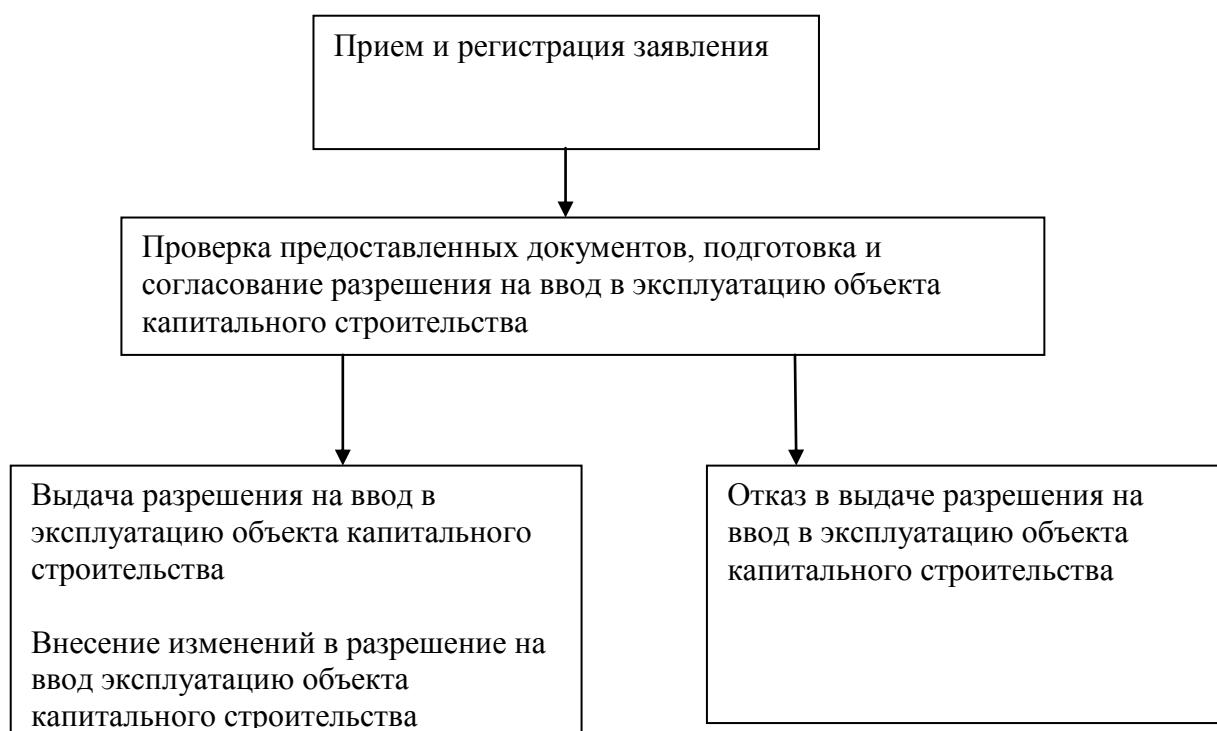 Прием и регистрация заявления
Проверка предоставленных документов, подготовка и
согласование разрешения на ввод в эксплуатацию объекта
капитального строительства
Выдача разрешения на ввод в
эксплуатацию объекта капитального
строительства
Внесение изменений в разрешение на
ввод эксплуатацию объекта
капитального строительства
Отказ в выдаче разрешения на
ввод в эксплуатацию объекта
капитального строительства